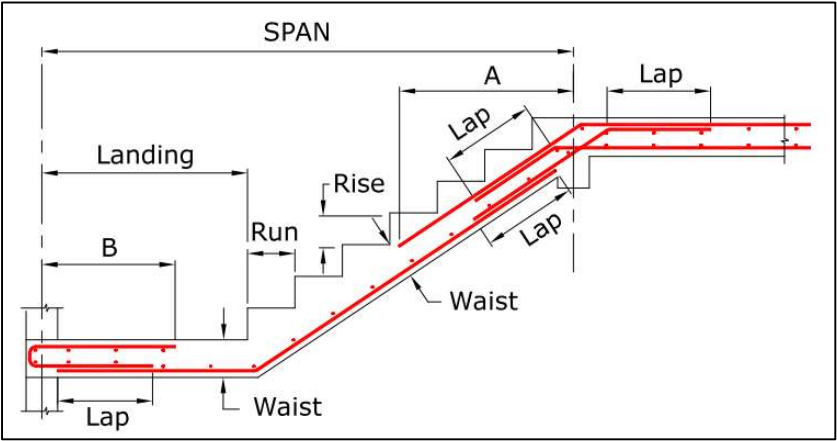 SPAN
A
Lap
Lap
Landing
Rise
B
Run
Lap
Waist
Waist
Lap